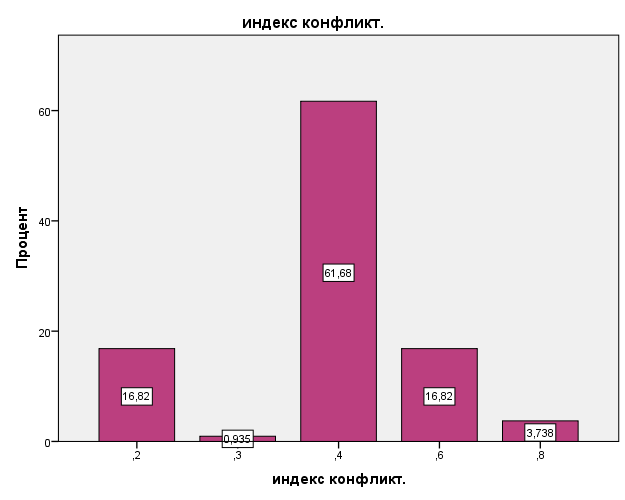 индекс конфликт.
Процент
60
40
20
0
61,68
16,82
16,82
0,935
3,738
,2 ,3 ,4 ,6 ,8
индекс конфликт.